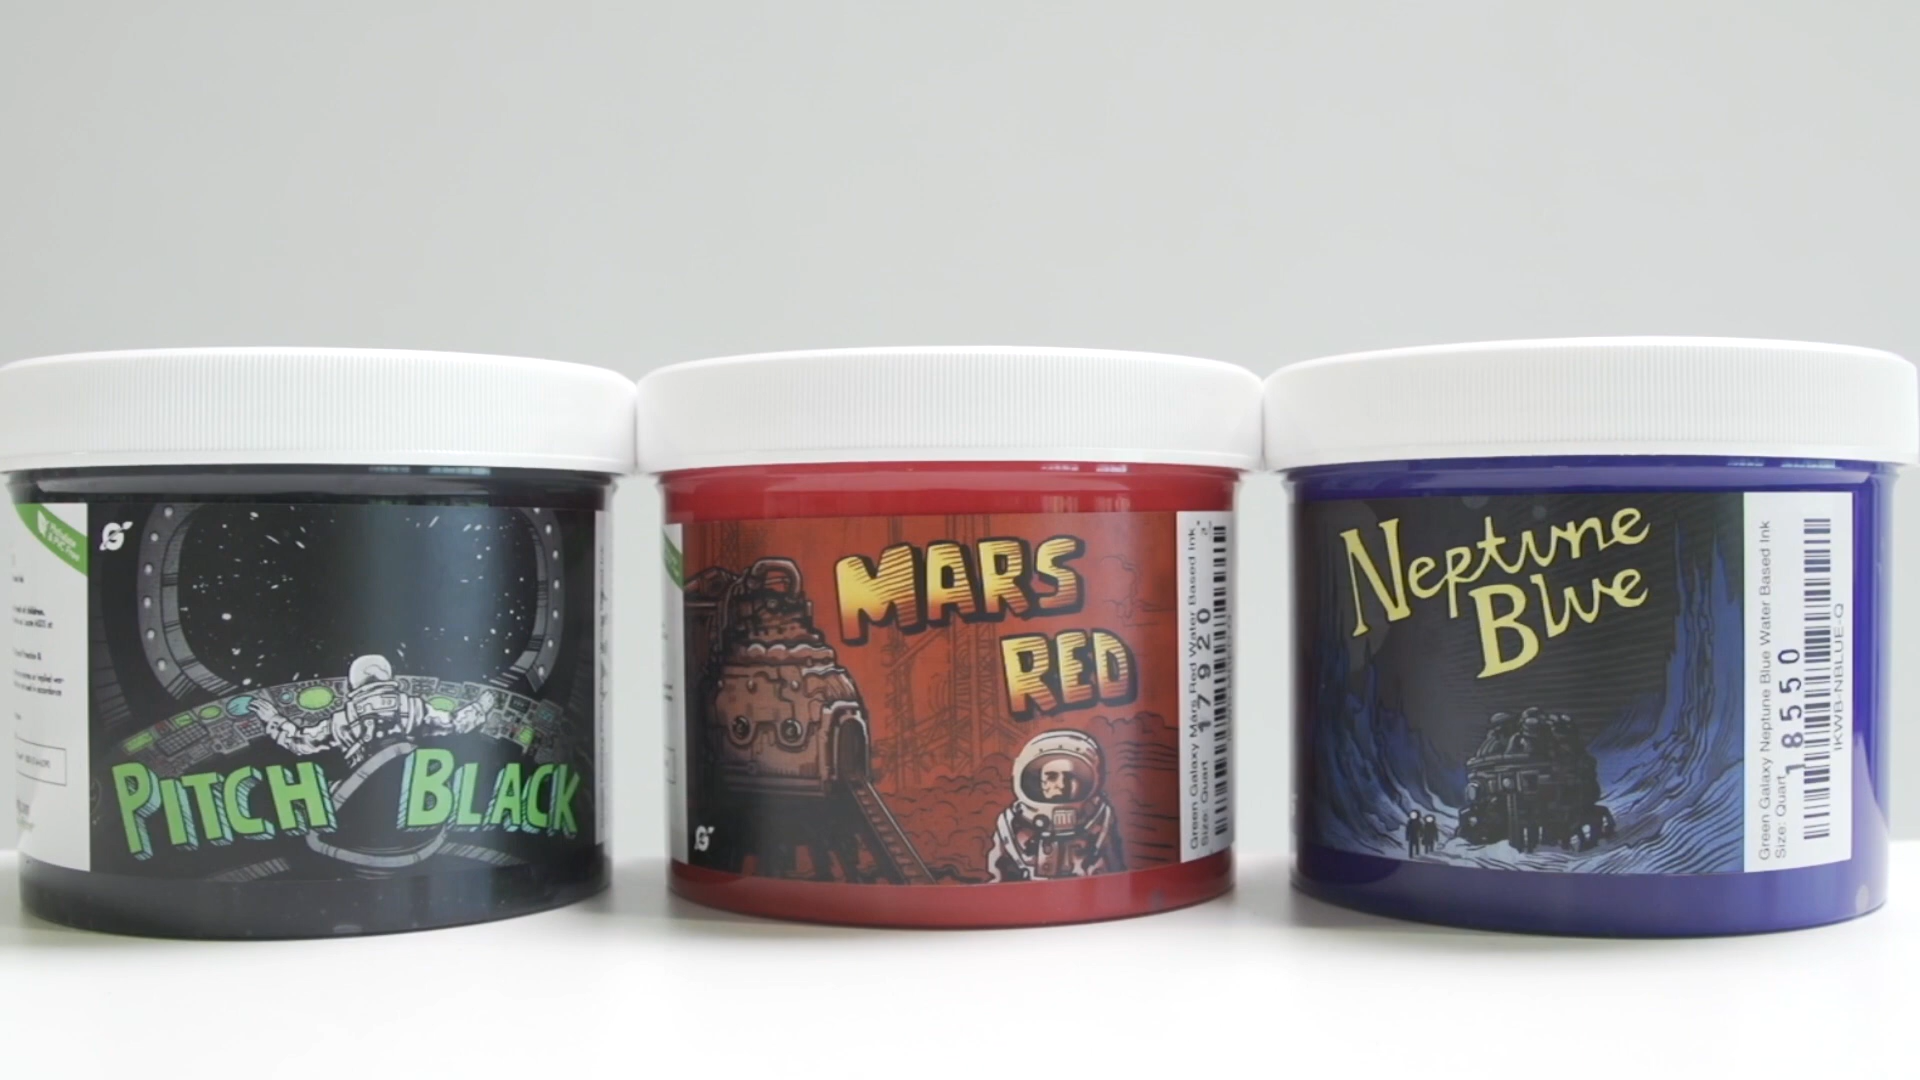 PITCH BLACK
MARS
RED
Green Galaxy Mars Red Water Based Ink
Size: Quart
17920
Neptune
Blue
Green Galaxy Neptune Blue Water Based Ink
Size: Quart
18550
IKWB-NBLUE-Q